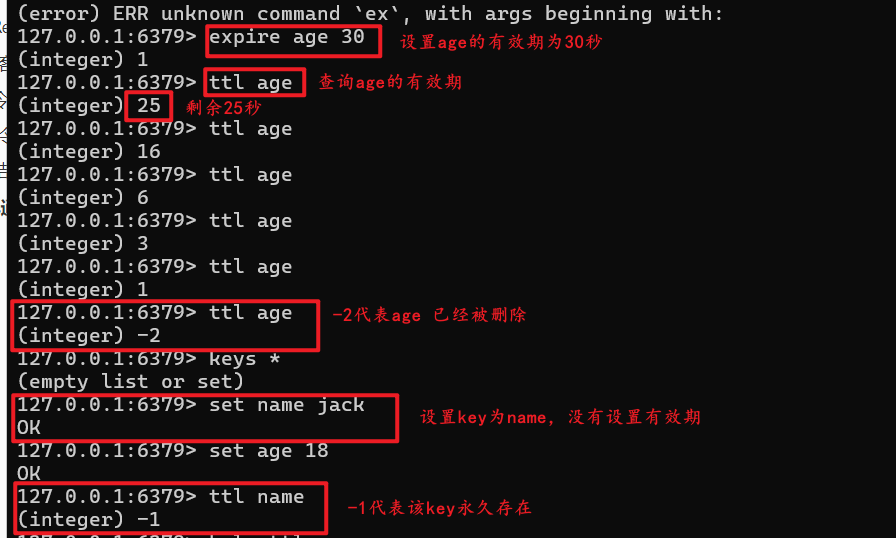 (error) ERR unknown command `ex`, with args beginning with:
127.0.0.1:6379> expire age 30 设置age的有效期为30秒
(integer) 1
127.0.0.1:6379> ttl age 查询age的有效期
(integer) 25 剩余25秒
127.0.0.1:6379> ttl age
(integer) 16
127.0.0.1:6379> ttl age
(integer) 6
127.0.0.1:6379> ttl age
(integer) 3
127.0.0.1:6379> ttl age
(integer) 1
127.0.0.1:6379> ttl age -2代表age 已经被删除
(integer) -2
127.0.0.1:6379> keys *
(empty list or set)
127.0.0.1:6379> set name jack 设置key为name, 没有设置有效期
OK
127.0.0.1:6379> set age 18
OK
127.0.0.1:6379> ttl name -1代表该key永久存在
(integer) -1